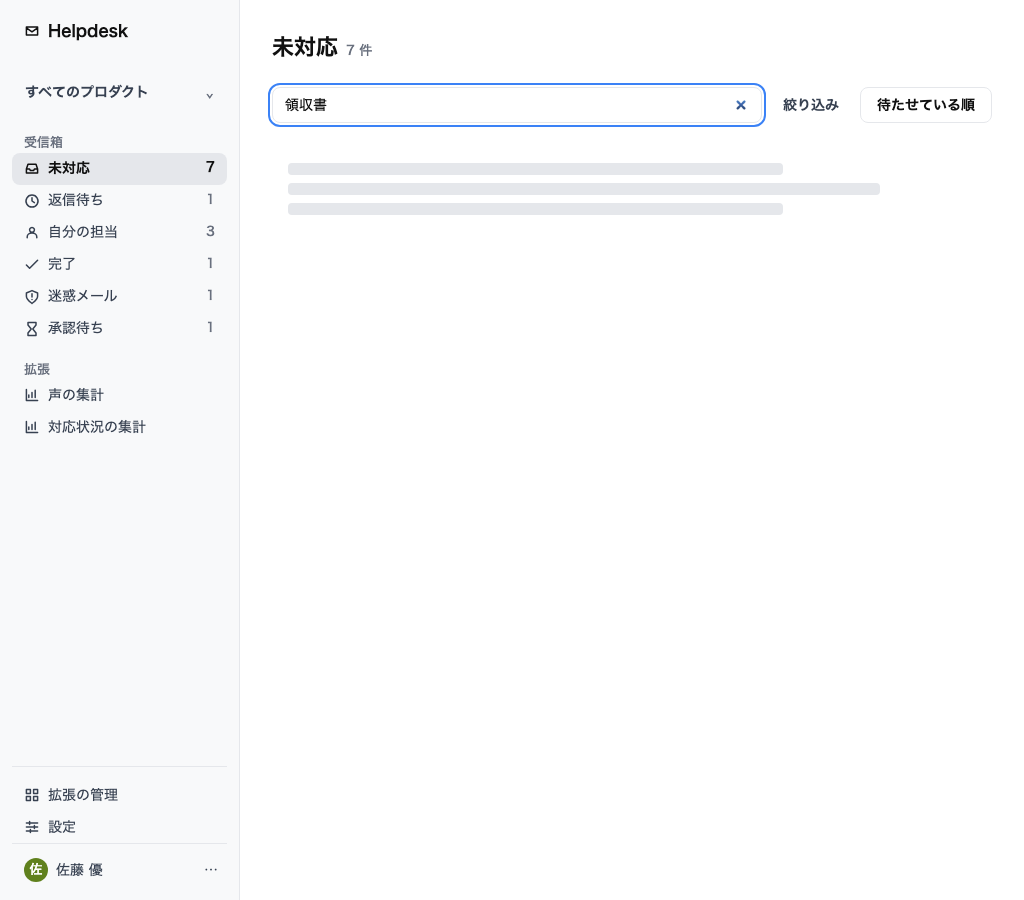 Helpdesk
すべてのプロダクト
受信箱
未対応 7
返信待ち 1
自分の担当 3
完了 1
迷惑メール 1
承認待ち 1
拡張
声の集計
対応状況の集計
拡張の管理
設定
佐 佐藤 優 …
未対応 7 件
領収書
絞り込み
待たせている順